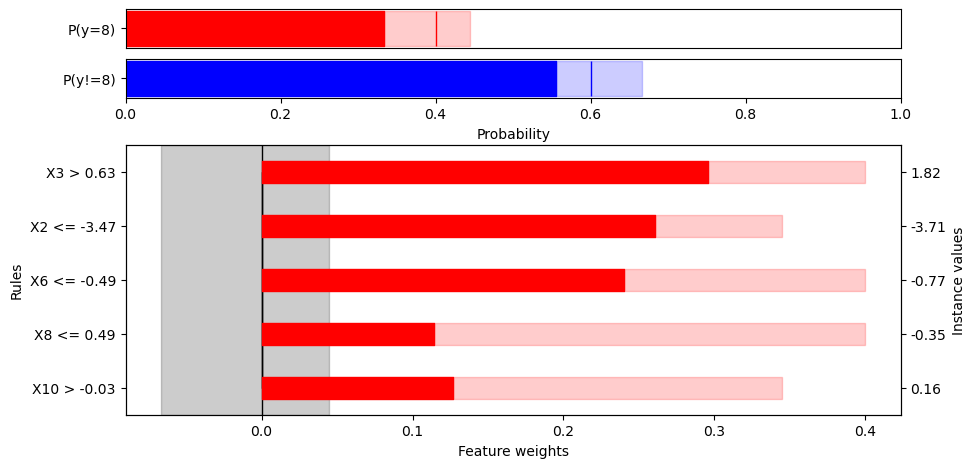 P(y=8)
P(y!=8)
0.0 0.2 0.4 0.6 0.8 1.0
Probability
X3 > 0.63 1.82
X2 <= -3.47 -3.71
X6 <= -0.49 -0.77
X8 <= 0.49 -0.35
X10 > -0.03 0.16
Rules
Instance values
0.0 0.1 0.2 0.3 0.4
Feature weights